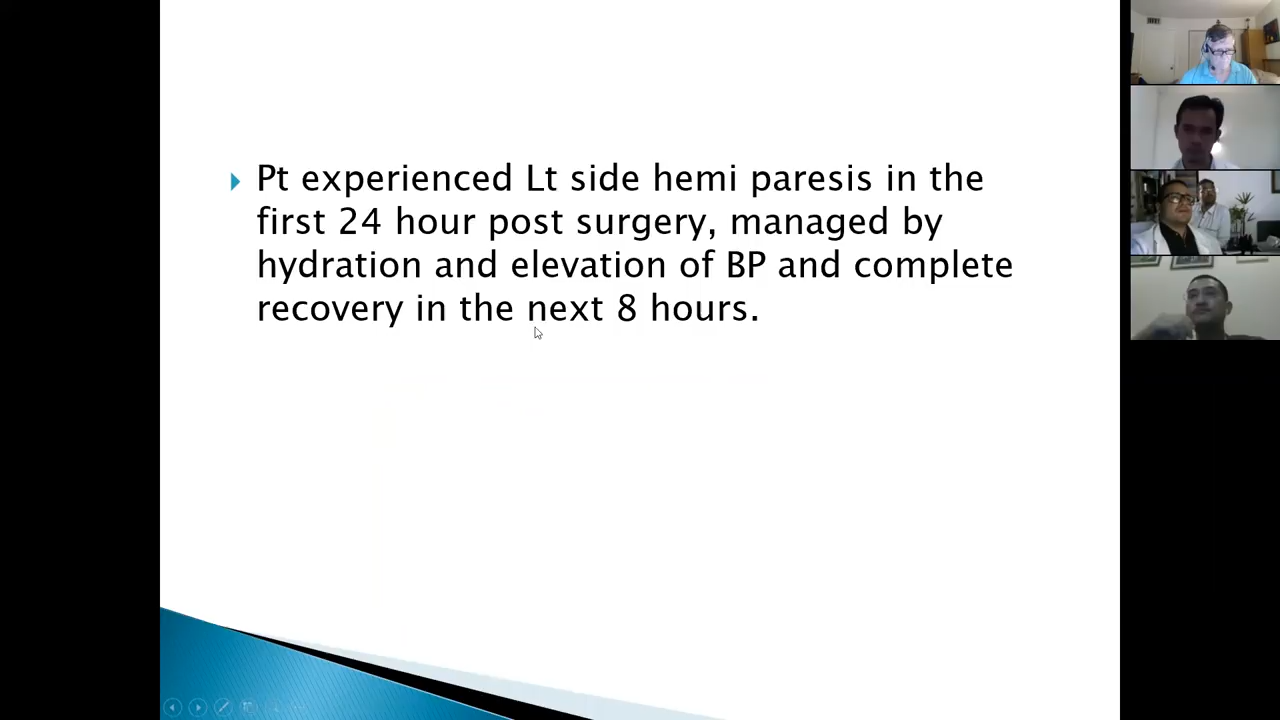 Pt experienced Lt side hemi paresis in the
first 24 hour post surgery, managed by
hydration and elevation of BP and complete
recovery in the next 8 hours.